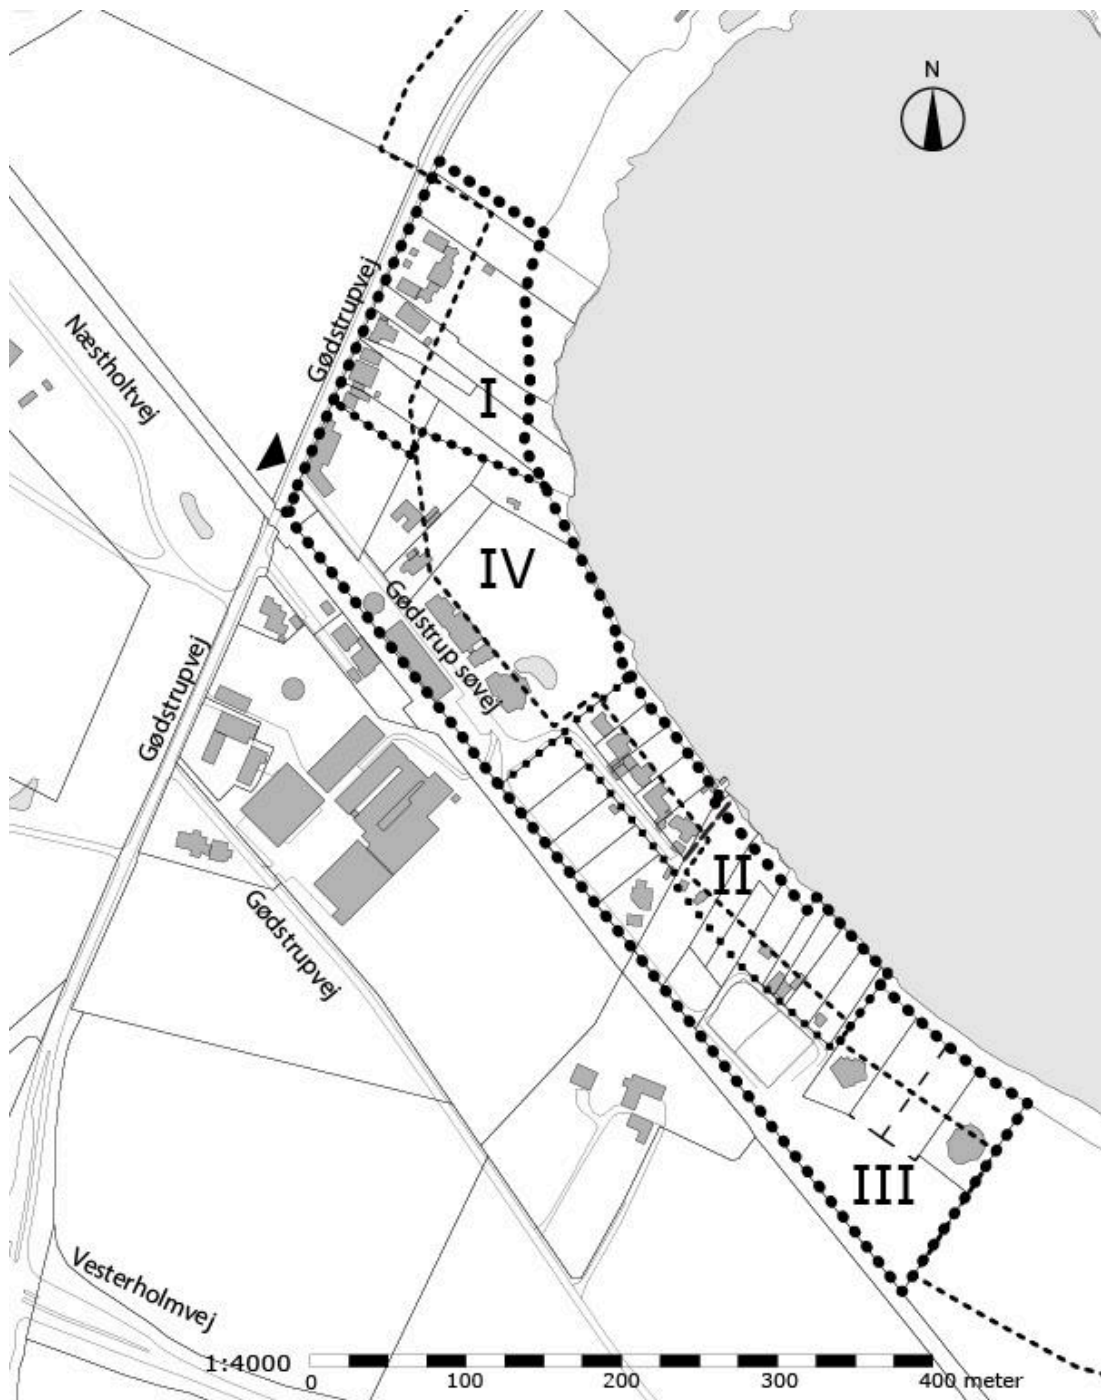 N
Gødstrupvej
Næstholtvej
I
IV
Gødstrup søvej
Gødstrupvej
II
Gødstrupvej
III
Vesterholmvej
1:4000
0 100 200 300 400 meter